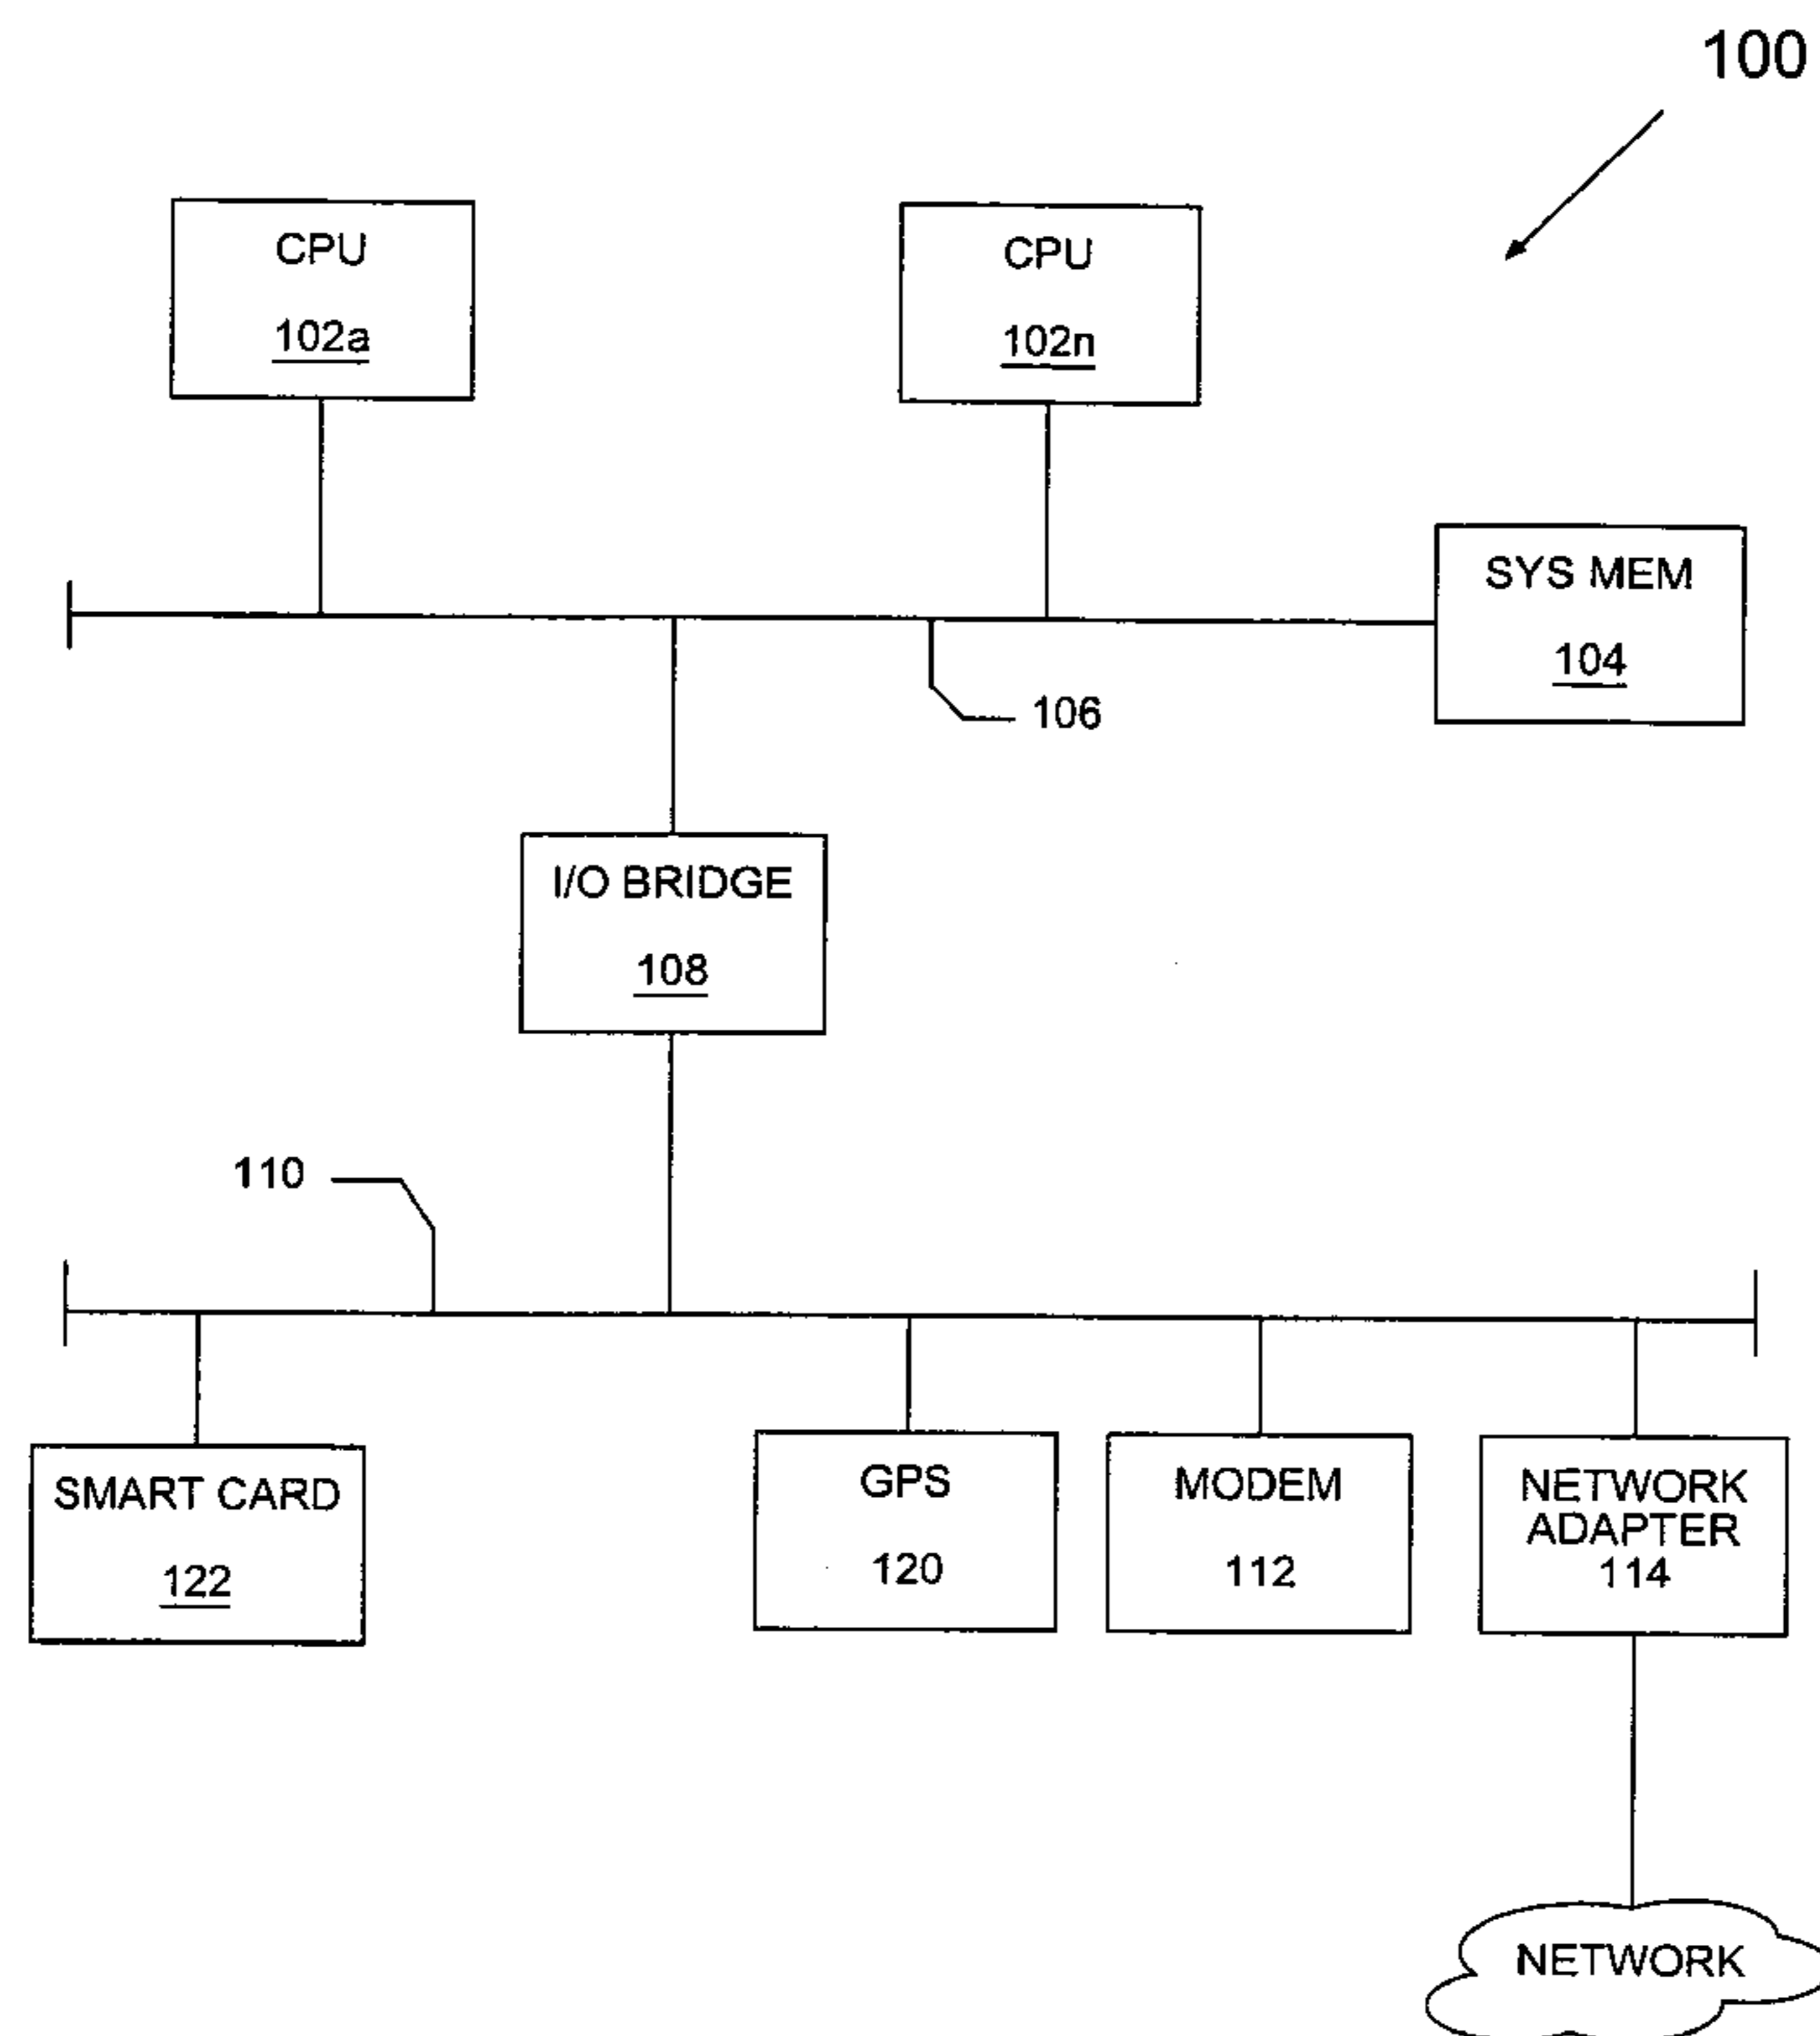 100
CPU
102a
CPU
102n
SYS MEM
104
106
I/O BRIDGE
108
110
SMART CARD
122
GPS
120
MODEM
112
NETWORK
ADAPTER
114
NETWORK